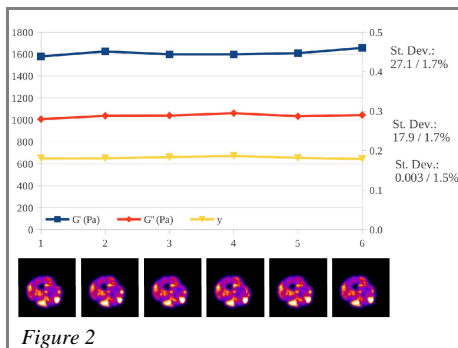 1800
1600
1400
1200
1000
800
600
400
200
0
0.5
0.4
0.3
0.2
0.1
0.0
St. Dev.:
27.1 / 1.7%
St. Dev.:
17.9 / 1.7%
St. Dev.:
0.003 / 1.5%
G' (Pa) G'' (Pa) y
1 2 3 4 5 6
Figure 2